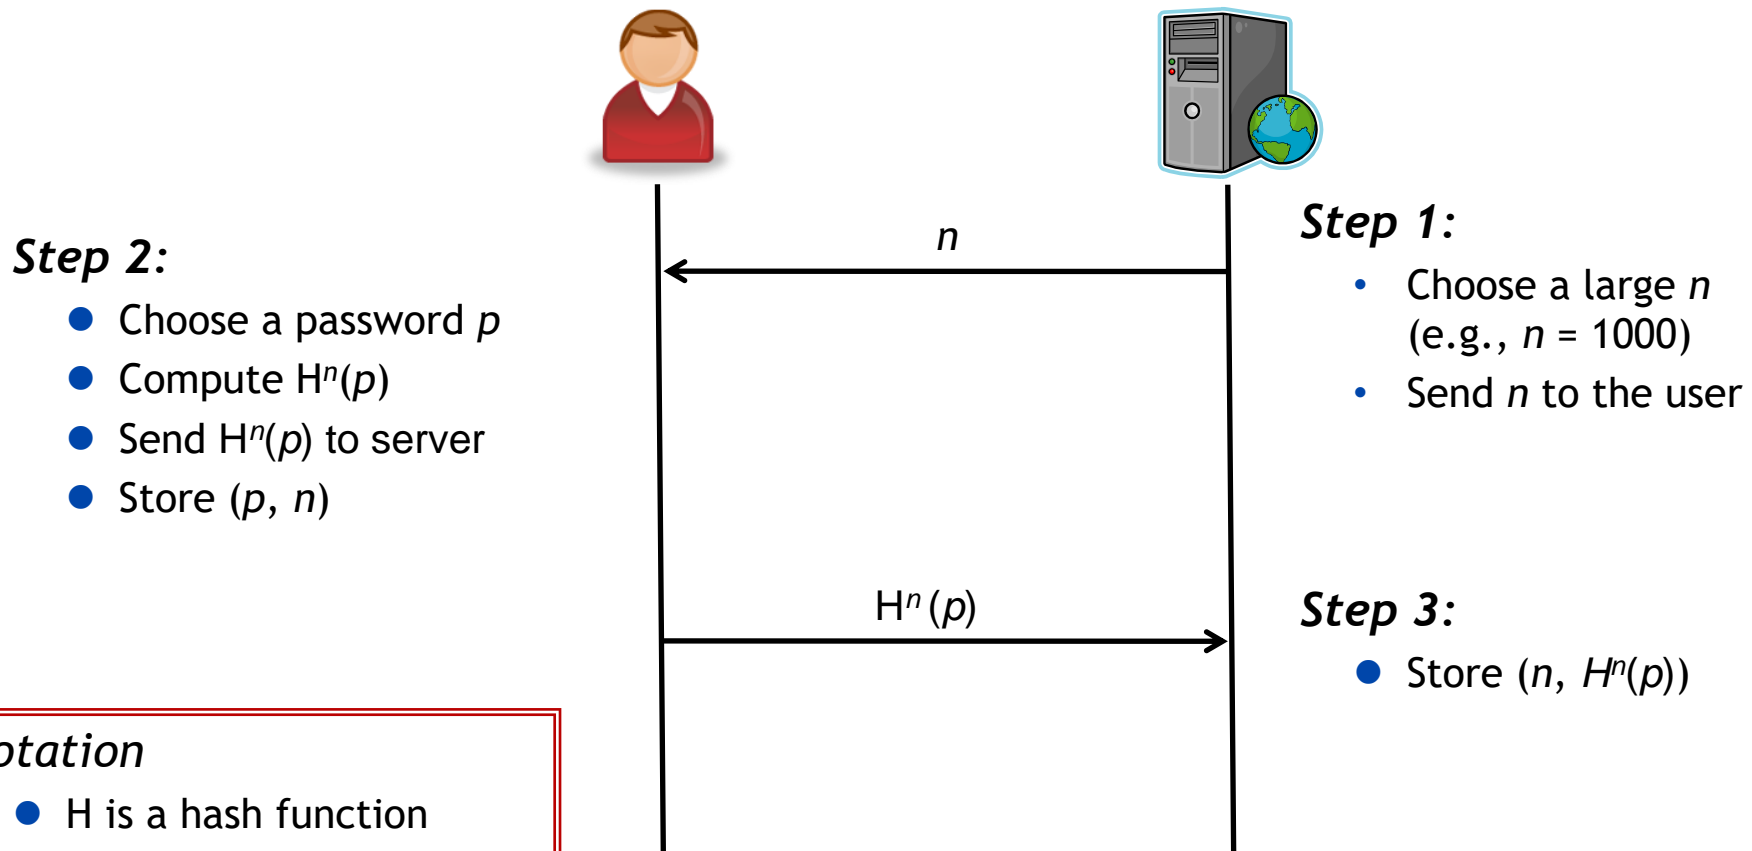 Step 1:
• Choose a large n
(e.g., n = 1000)
• Send n to the user
n
Step 2:
● Choose a password p
● Compute Hⁿ(p)
● Send Hⁿ(p) to server
● Store (p, n)
Hⁿ (p)
Step 3:
● Store (n, Hⁿ(p))
otation
● H is a hash function